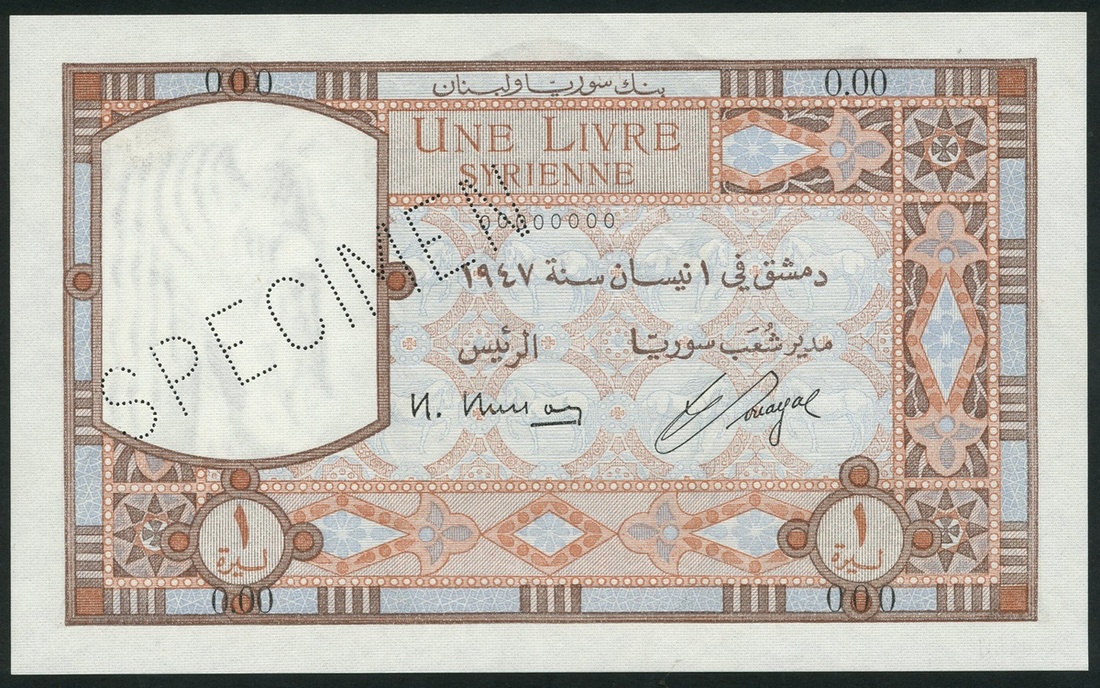 0.00 0.00
بنك سوريا ولبنان
UNE LIVRE
SYRIENNE
SPECIMEN
00000000
دمشق في ١ نيسان سنة ١٩٤٧
مدير شعب سوريا الرئيس
١ ١
ليرة ليرة
0.00 0.00